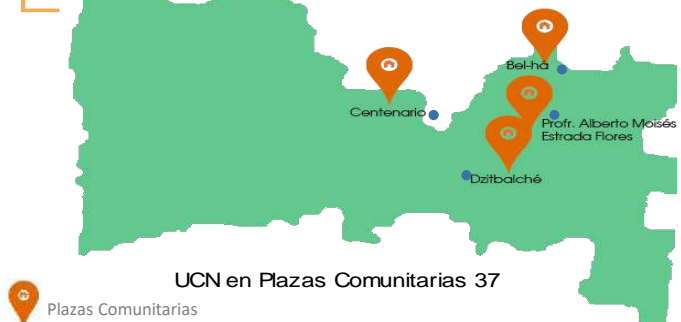 Bel-há
Centenario
Profr. Alberto Moisés
Estrada Flores
Dzitbalché
UCN en Plazas Comunitarias 37
Plazas Comunitarias